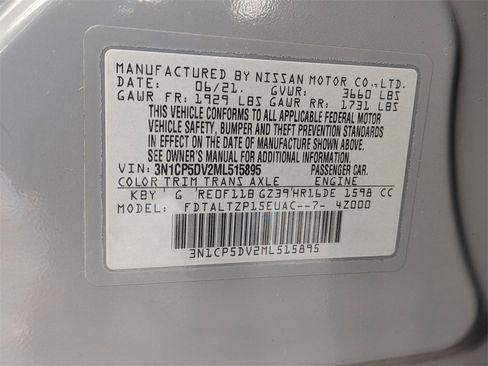 MANUFACTURED BY NISSAN MOTOR CO.,LTD.
DATE: 06/21. GVWR: 3660 LBS
GAWR FR: 1929 LBS GAWR RR: 1731 LBS
THIS VEHICLE CONFORMS TO ALL APPLICABLE FEDERAL MOTOR
VEHICLE SAFETY, BUMPER AND THEFT PREVENTION STANDARDS
IN EFFECT ON THE DATE OF MANUFACTURE SHOWN ABOVE.
SEE OWNER'S MANUAL FOR ADDITIONAL INFORMATION.
VIN: 3N1CP5DV2ML515895 PASSENGER CAR.
COLOR TRIM TRANS AXLE ENGINE
KBY G RE0F11B GZ39 HR16DE 1598 CC
MODEL: FDTALTZP15EUAC--7- 4Z000
3N1CP5DV2ML515895